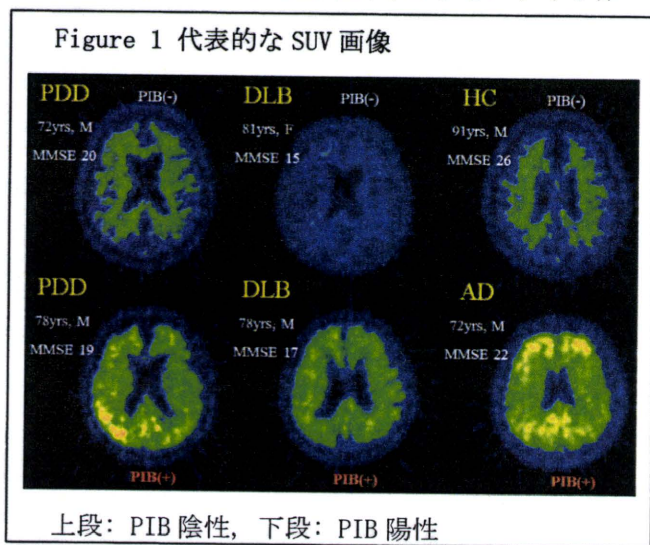 Figure 1 代表的な SUV 画像
PDD PIB(-)
72yrs, M
MMSE 20
DLB PIB(-)
81yrs, F
MMSE 15
HC PIB(-)
91yrs, M
MMSE 26
PDD
78yrs, M
MMSE 19
PIB(+)
DLB
78yrs, M
MMSE 17
PIB(+)
AD
72yrs, M
MMSE 22
PIB(+)
上段: PIB 陰性, 下段: PIB 陽性